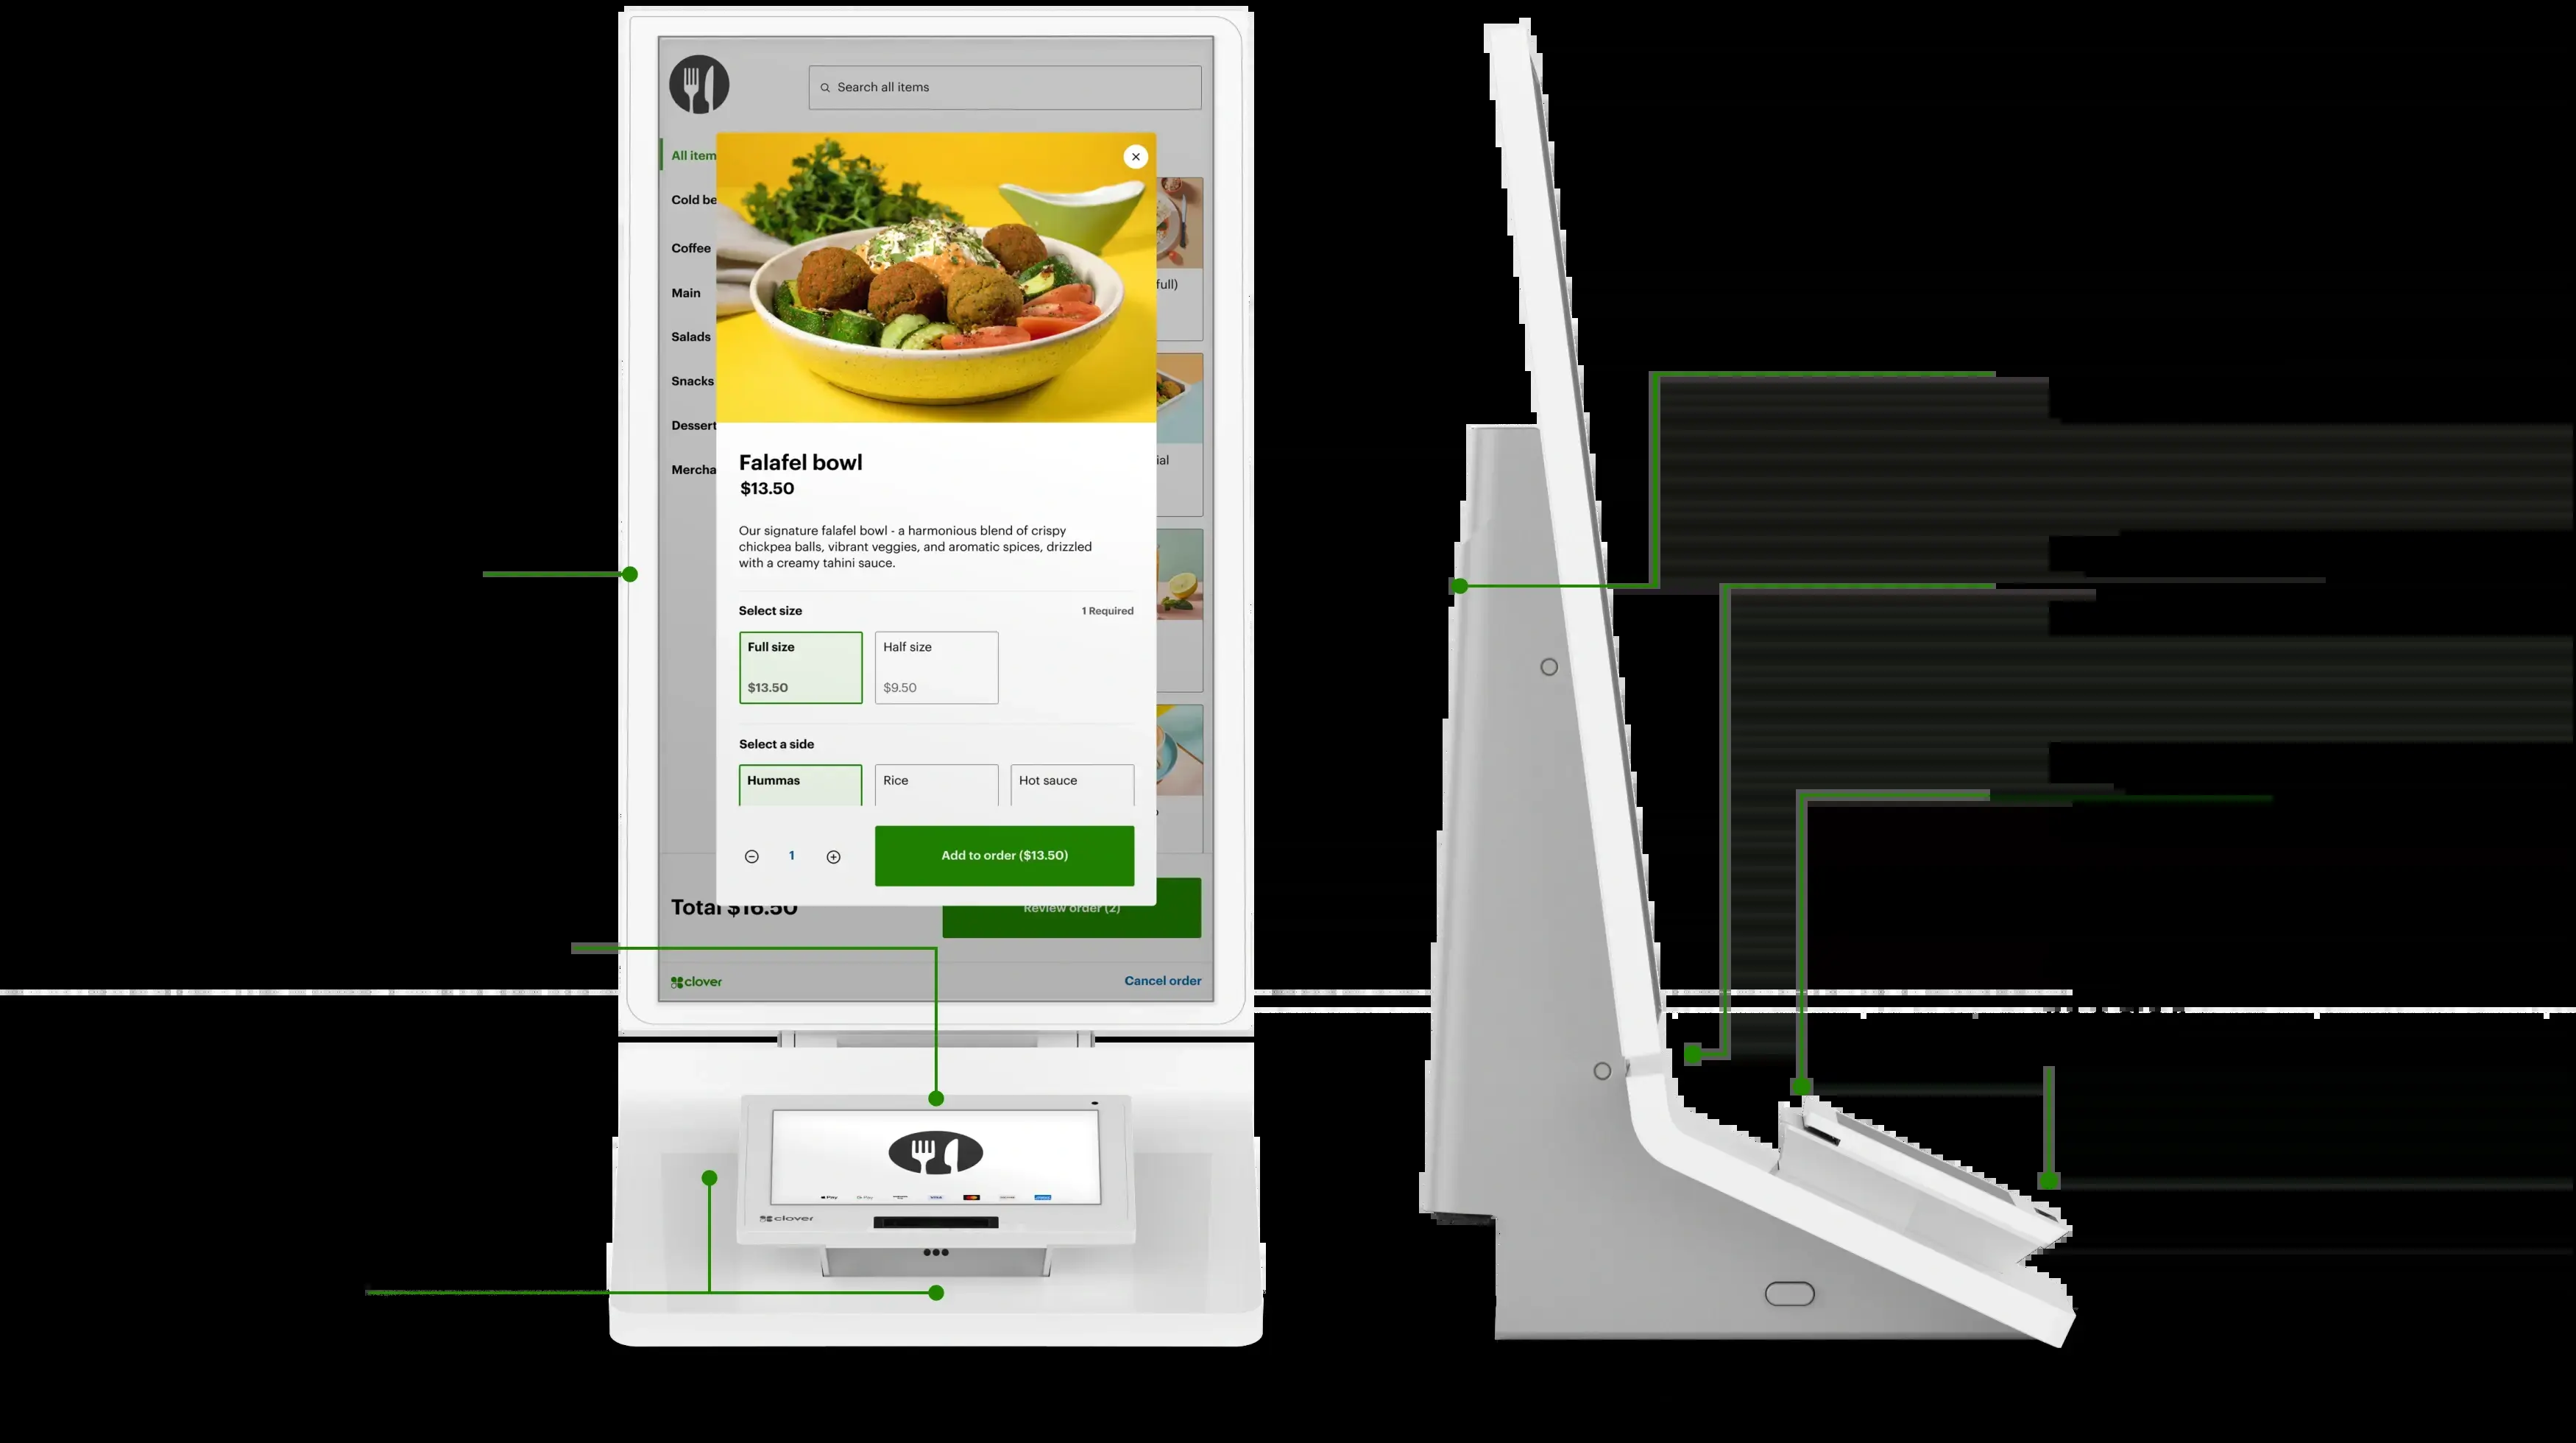 Search all items
All item
Cold be
Coffee
Main
Salads
Snacks
Dessert
Mercha
full)
ial
Falafel bowl
$13.50
Our signature falafel bowl - a harmonious blend of crispy
chickpea balls, vibrant veggies, and aromatic spices, drizzled
with a creamy tahini sauce.
Select size
1 Required
Full size
Half size
$13.50
$9.50
Select a side
Hummas
Rice
Hot sauce
1
Add to order ($13.50)
Total $16.50
Review order (2)
clover
Cancel order
Pay
G Pay
VISA
clover